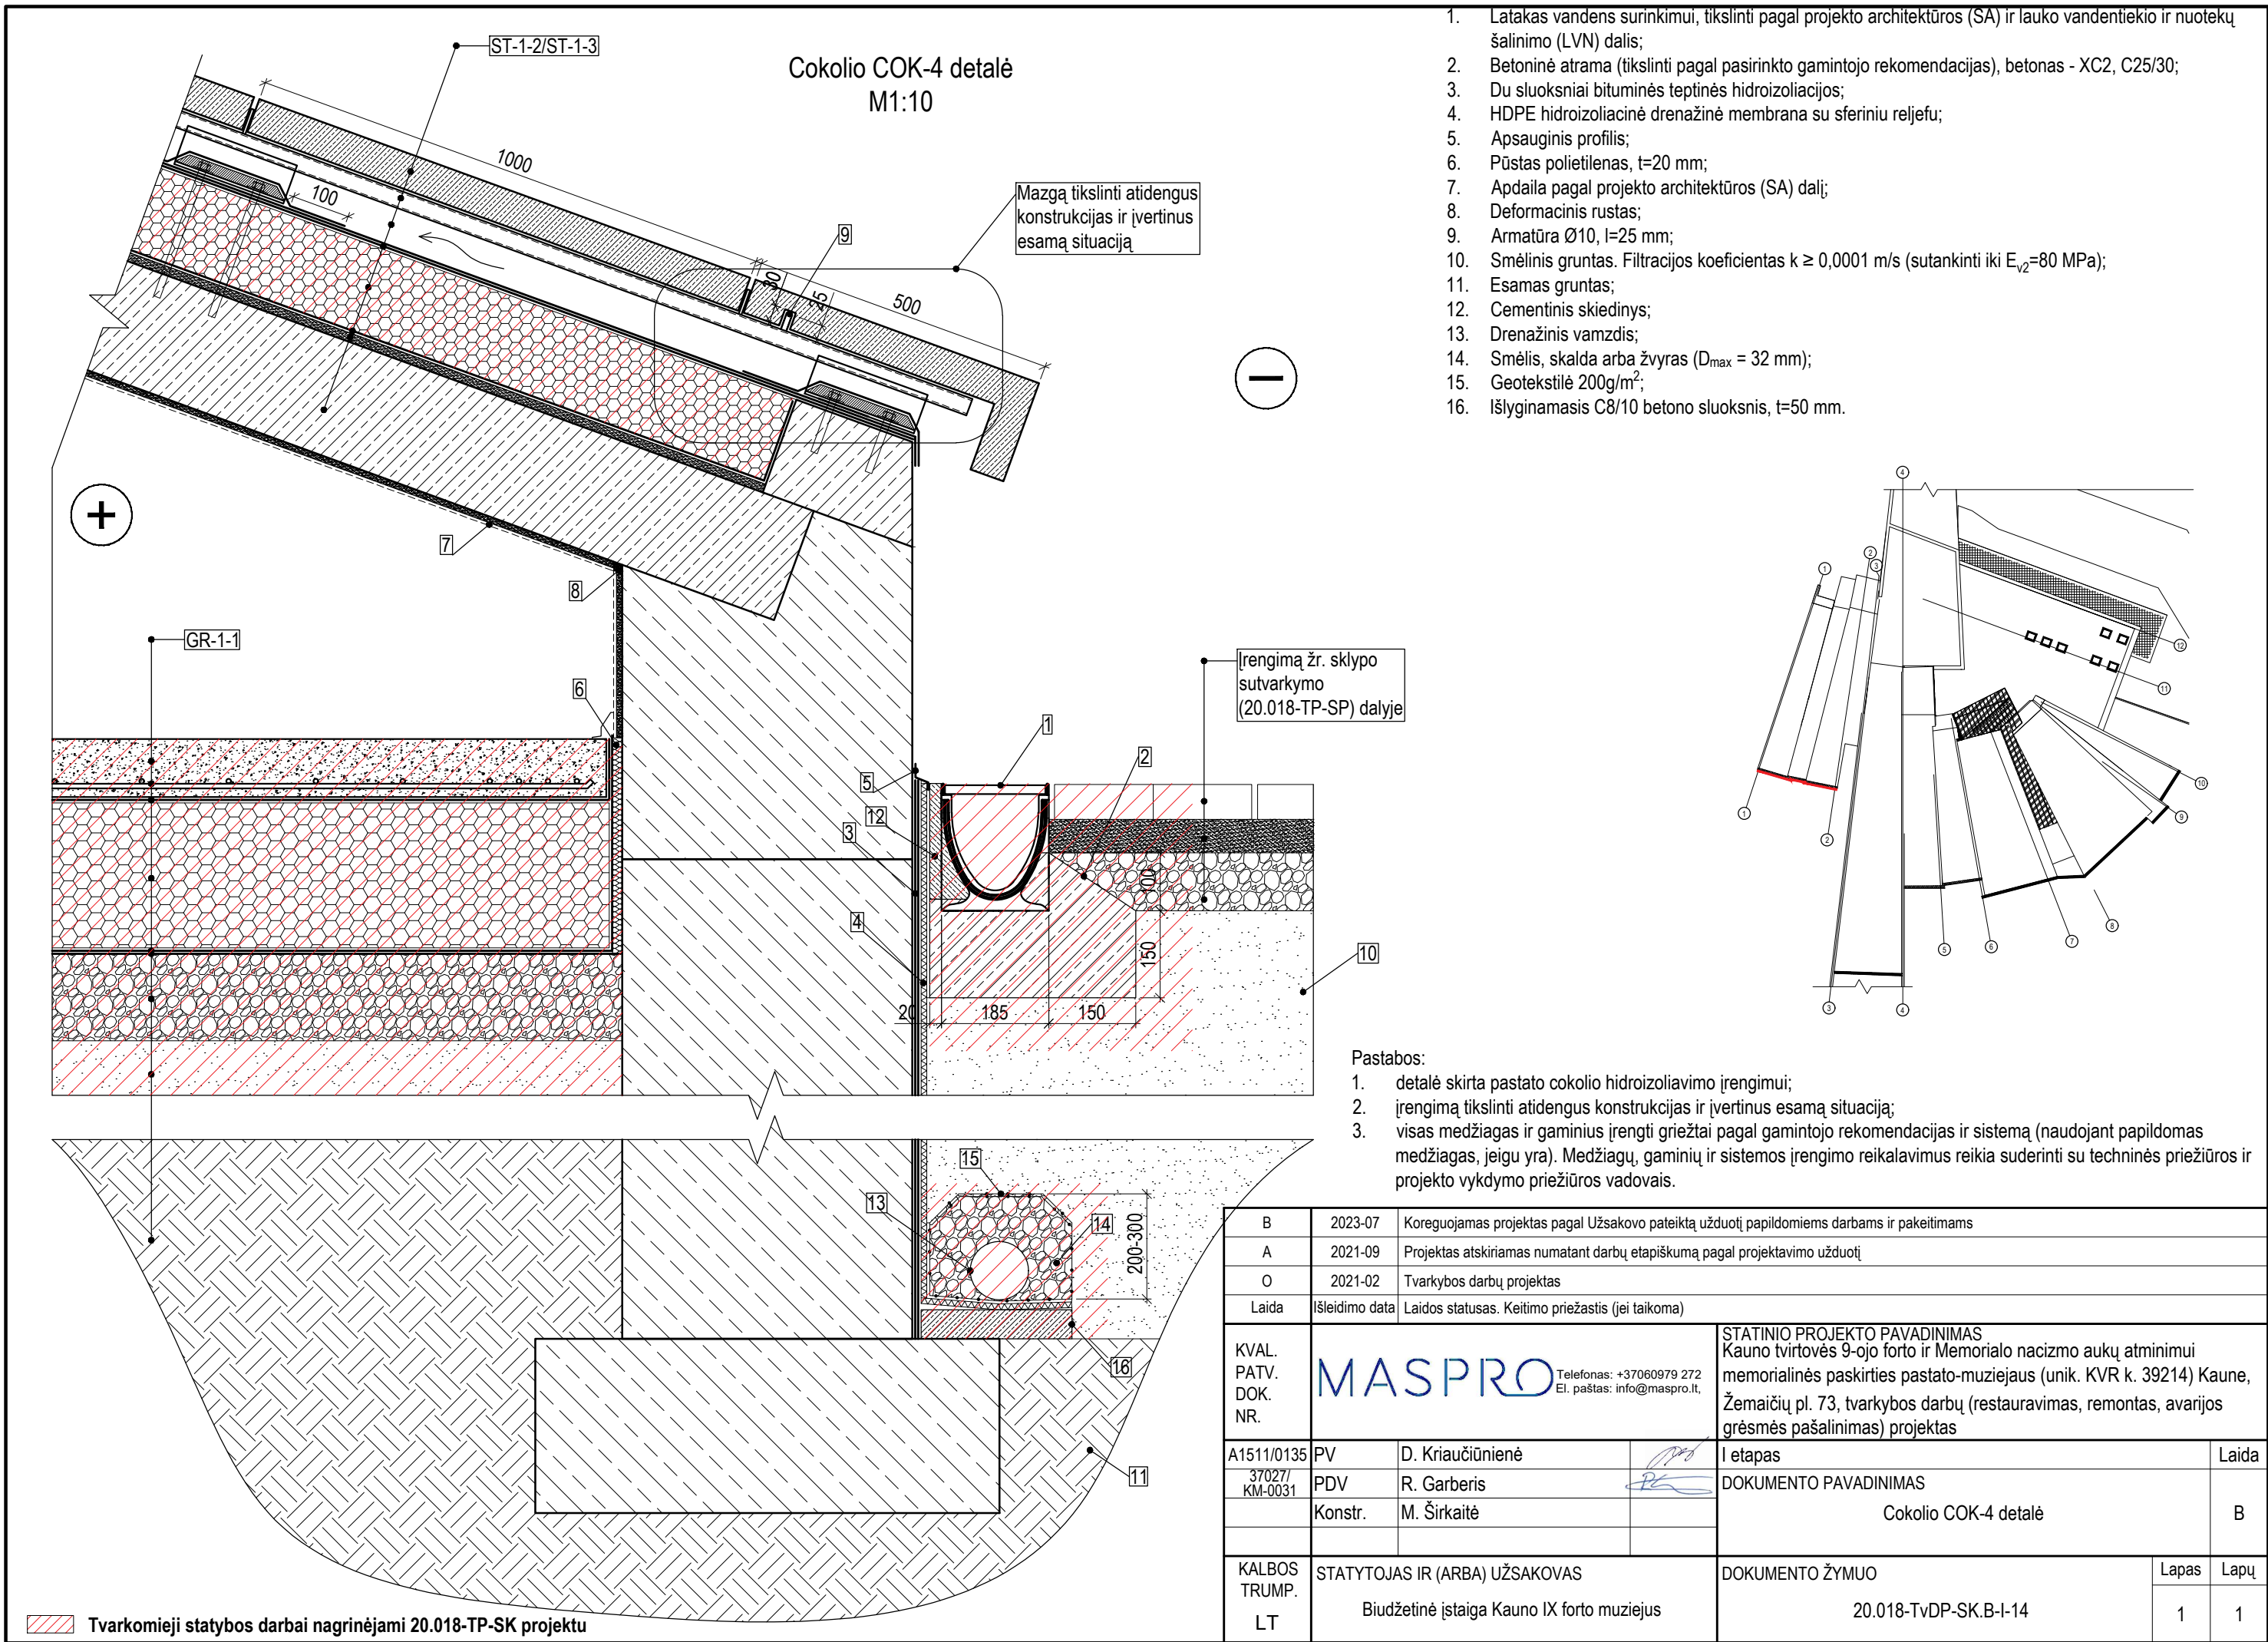 Cokolio COK-4 detalė
M1:10
ST-1-2/ST-1-3
1000
100
Mazgą tikslinti atidengus
konstrukcijas ir įvertinus
esamą situaciją
9
30
25
500
+
−
7
8
GR-1-1
6
Įrengimą žr. sklypo
sutvarkymo
(20.018-TP-SP) dalyje
1
2
5
12
3
4
100
150
10
20
185
150
15
13
14
200-300
16
11
Tvarkomieji statybos darbai nagrinėjami 20.018-TP-SK projektu
1. Latakas vandens surinkimui, tikslinti pagal projekto architektūros (SA) ir lauko vandentiekio ir nuotekų
šalinimo (LVN) dalis;
2. Betoninė atrama (tikslinti pagal pasirinkto gamintojo rekomendacijas), betonas - XC2, C25/30;
3. Du sluoksniai bituminės teptinės hidroizoliacijos;
4. HDPE hidroizoliacinė drenažinė membrana su sferiniu reljefu;
5. Apsauginis profilis;
6. Pūstas polietilenas, t=20 mm;
7. Apdaila pagal projekto architektūros (SA) dalį;
8. Deformacinis rustas;
9. Armatūra Ø10, l=25 mm;
10. Smėlinis gruntas. Filtracijos koeficientas k ≥ 0,0001 m/s (sutankinti iki Ev2=80 MPa);
11. Esamas gruntas;
12. Cementinis skiedinys;
13. Drenažinis vamzdis;
14. Smėlis, skalda arba žvyras (Dmax = 32 mm);
15. Geotekstilė 200g/m²;
16. Išlyginamasis C8/10 betono sluoksnis, t=50 mm.
4
1
2
3
12
11
10
9
1
2
8
7
6
5
3
4
Pastabos:
1. detalė skirta pastato cokolio hidroizoliavimo įrengimui;
2. įrengimą tikslinti atidengus konstrukcijas ir įvertinus esamą situaciją;
3. visas medžiagas ir gaminius įrengti griežtai pagal gamintojo rekomendacijas ir sistemą (naudojant papildomas
medžiagas, jeigu yra). Medžiagų, gaminių ir sistemos įrengimo reikalavimus reikia suderinti su techninės priežiūros ir
projekto vykdymo priežiūros vadovais.
B 2023-07 Koreguojamas projektas pagal Užsakovo pateiktą užduotį papildomiems darbams ir pakeitimams
A 2021-09 Projektas atskiriamas numatant darbų etapiškumą pagal projektavimo užduotį
O 2021-02 Tvarkybos darbų projektas
Laida Išleidimo data Laidos statusas. Keitimo priežastis (jei taikoma)
KVAL.
PATV.
DOK.
NR.
MASPRO
Telefonas: +37060979 272
El. paštas: info@maspro.lt,
STATINIO PROJEKTO PAVADINIMAS
Kauno tvirtovės 9-ojo forto ir Memorialo nacizmo aukų atminimui
memorialinės paskirties pastato-muziejaus (unik. KVR k. 39214) Kaune,
Žemaičių pl. 73, tvarkybos darbų (restauravimas, remontas, avarijos
grėsmės pašalinimas) projektas
A1511/0135 PV D. Kriaučiūnienė
37027/
KM-0031 PDV R. Garberis
Konstr. M. Širkaitė
I etapas Laida
DOKUMENTO PAVADINIMAS
Cokolio COK-4 detalė B
KALBOS
TRUMP.
LT
STATYTOJAS IR (ARBA) UŽSAKOVAS
Biudžetinė įstaiga Kauno IX forto muziejus
DOKUMENTO ŽYMUO Lapas Lapų
20.018-TvDP-SK.B-I-14 1 1